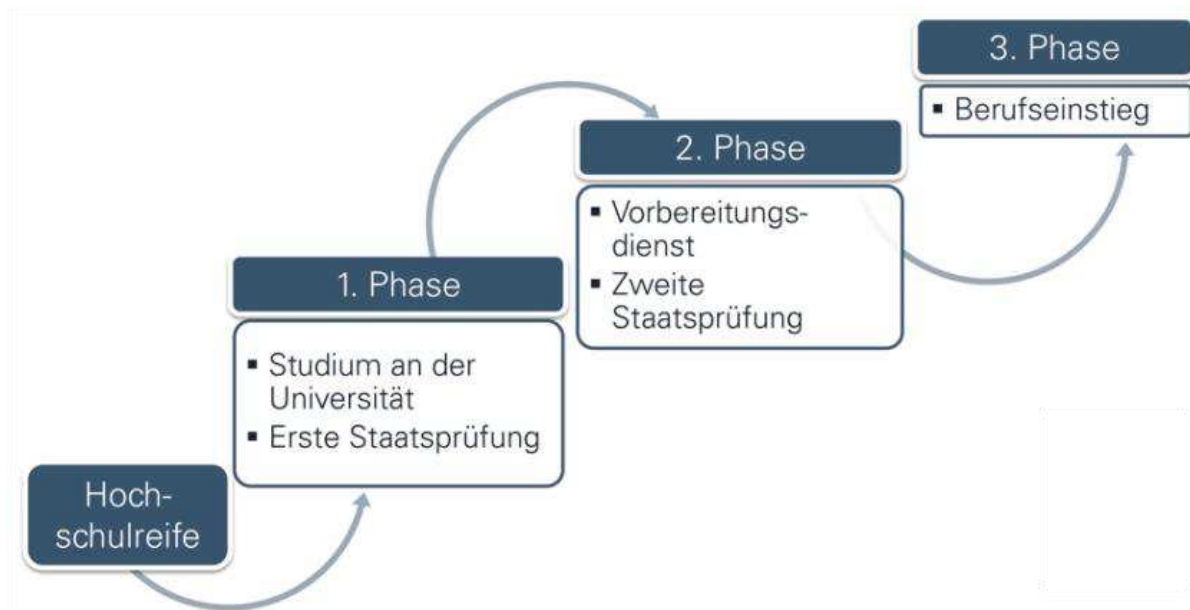 3. Phase
▪ Berufseinstieg
2. Phase
▪ Vorbereitungs-
dienst
▪ Zweite
Staatsprüfung
1. Phase
▪ Studium an der
Universität
▪ Erste Staatsprüfung
Hoch-
schulreife